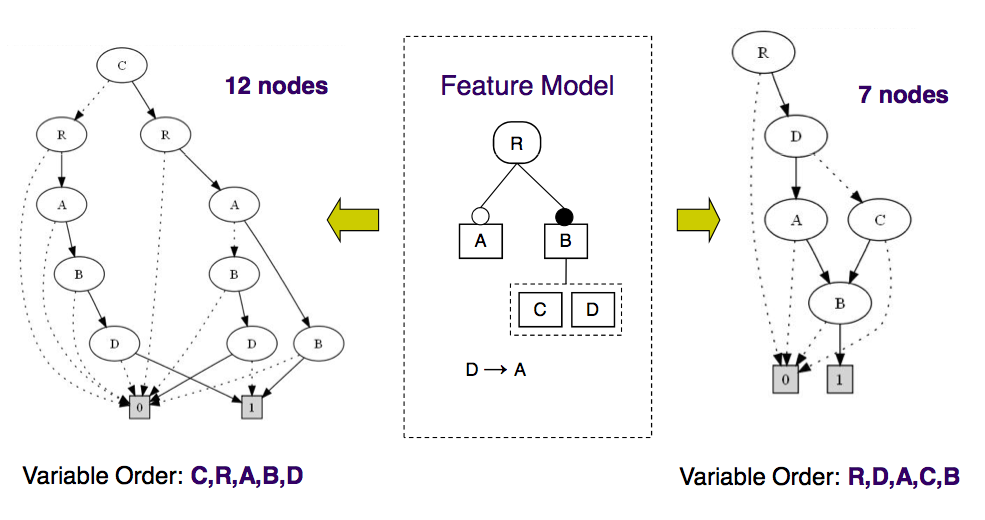 C
12 nodes
R
R
A
A
B
B
D
D
B
0
1
Variable Order: C,R,A,B,D
Feature Model
R
A
B
C
D
D → A
R
7 nodes
D
A
C
B
0
1
Variable Order: R,D,A,C,B